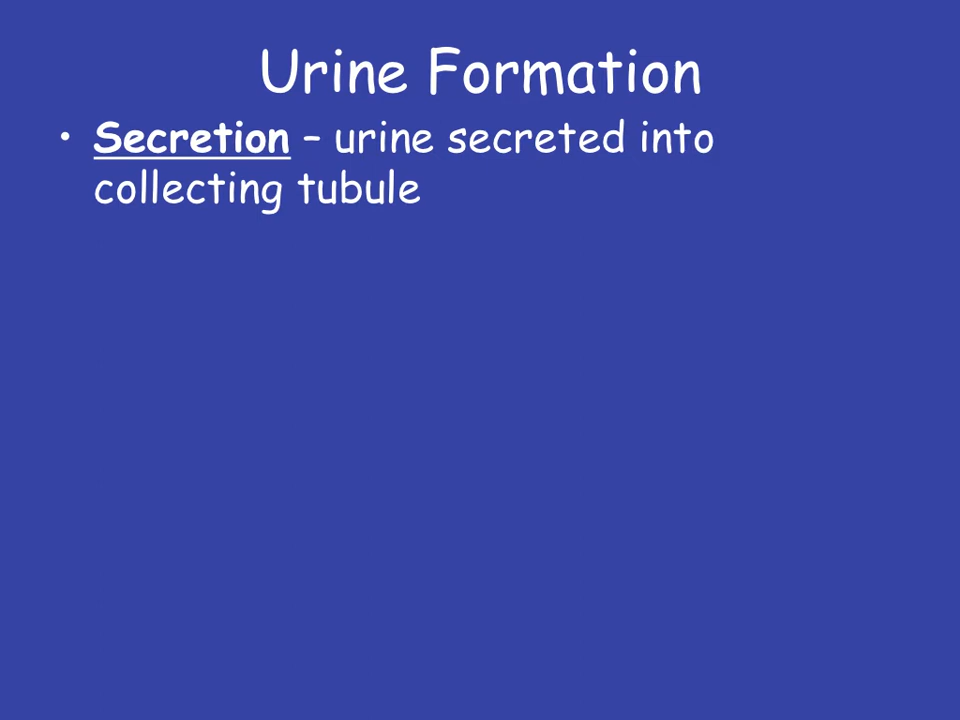 Urine Formation
• Secretion – urine secreted into
collecting tubule